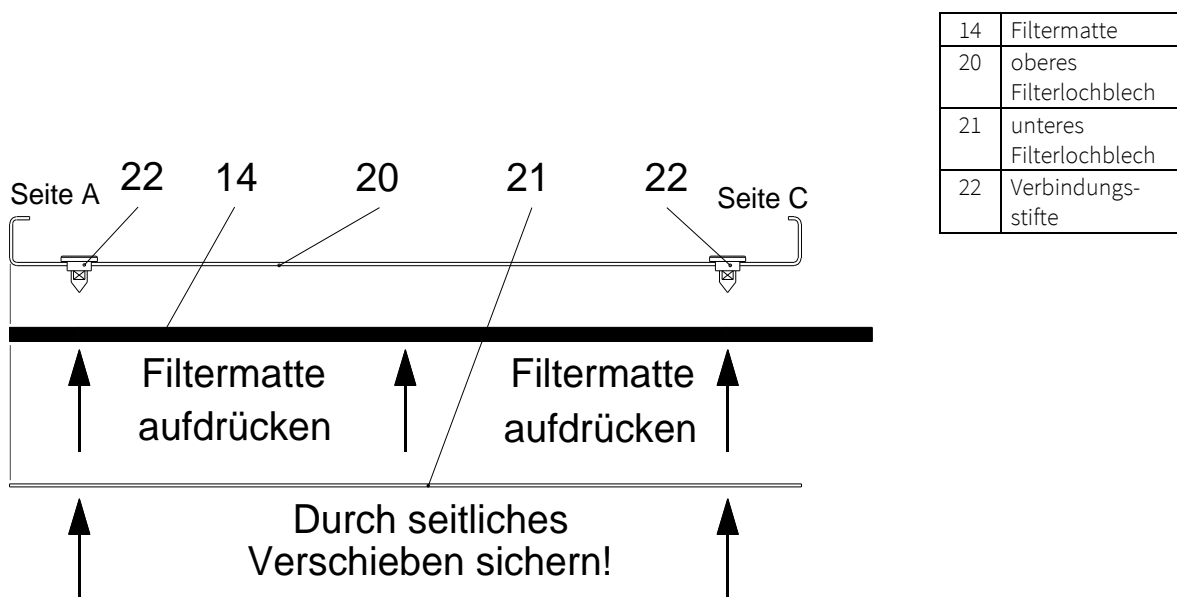 14 Filtermatte
20 oberes
Filterlochblech
21 unteres
Filterlochblech
22 Verbindungs-
stifte
Seite A 22 14 20 21 22 Seite C
Filtermatte Filtermatte
aufdrücken aufdrücken
Durch seitliches
Verschieben sichern!